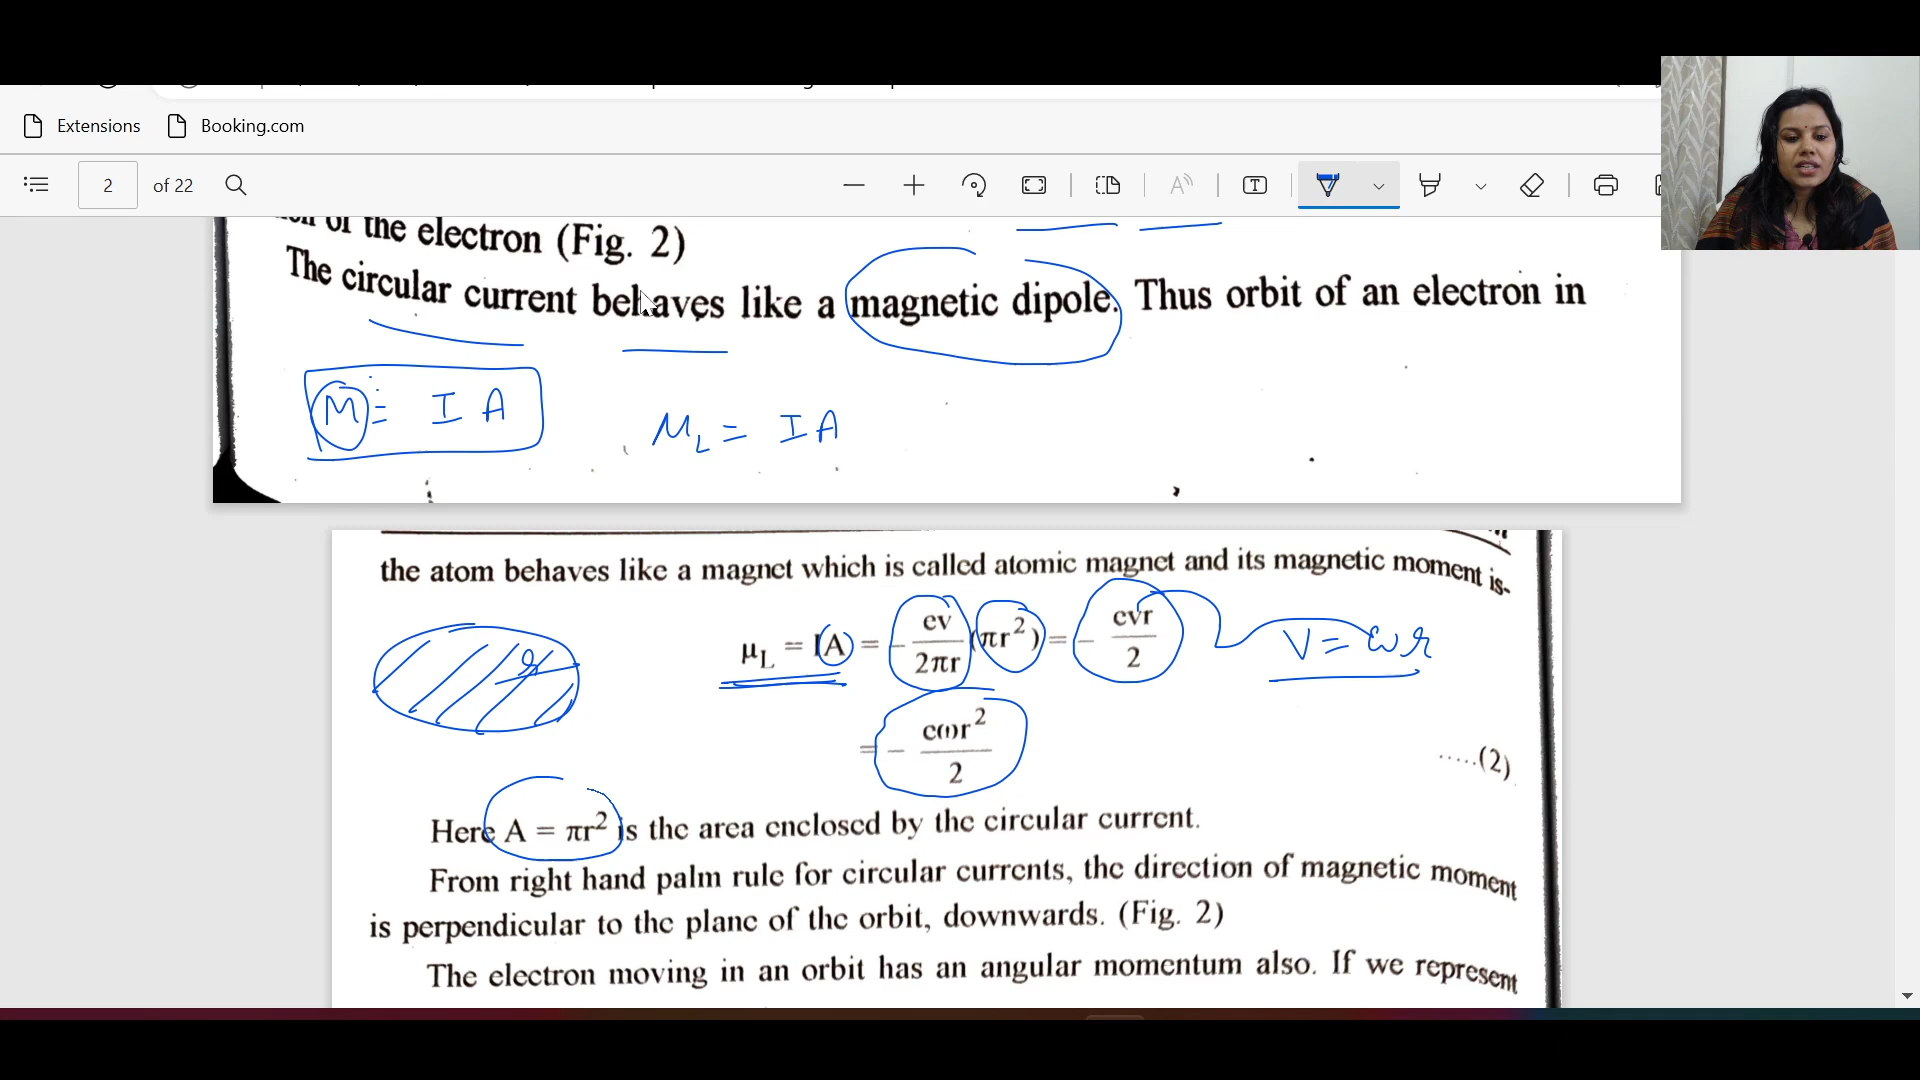 Extensions Booking.com
2 of 22
of the electron (Fig. 2)
The circular current behaves like a magnetic dipole. Thus orbit of an electron in
M = I A
M_L = I A
the atom behaves like a magnet which is called atomic magnet and its magnetic moment is-
μ_L = IA = - ev/2πr (πr²) = - evr/2 V = ωr
r
= - eωr²/2 .....(2)
Here A = πr² is the area enclosed by the circular current.
From right hand palm rule for circular currents, the direction of magnetic moment
is perpendicular to the plane of the orbit, downwards. (Fig. 2)
The electron moving in an orbit has an angular momentum also. If we represent